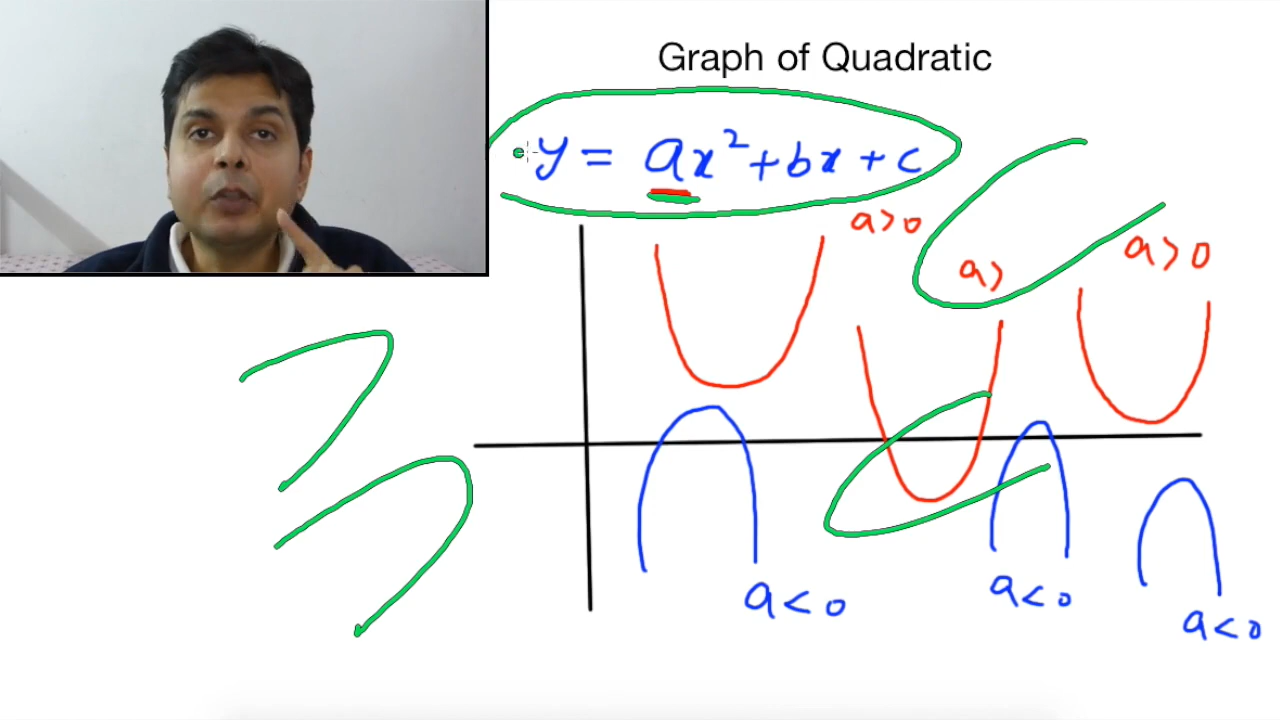 Graph of Quadratic
y = ax²+bx+c
a>0
a>
a>0
a<0
a<0
a<0